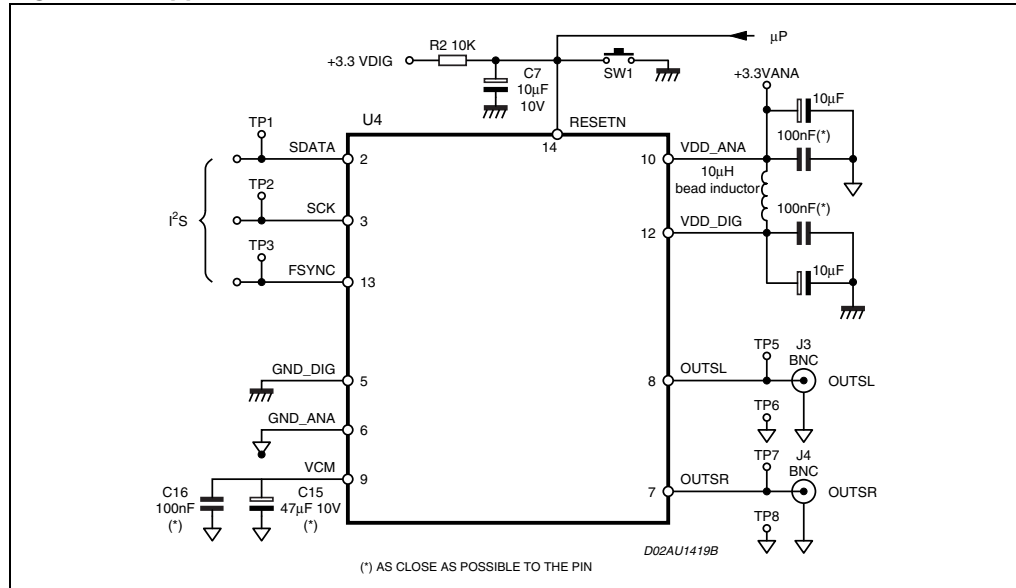 μP
R2 10K
+3.3 VDIG
C7
10μF
10V
SW1
+3.3VANA
10μF
100nF(*)
U4
RESETN
14
TP1
SDATA
2
10
VDD_ANA
10μH
bead inductor
TP2
SCK
3
I²S
100nF(*)
12
VDD_DIG
TP3
FSYNC
13
10μF
GND_DIG
5
8
OUTSL
TP5
J3
BNC
OUTSL
TP6
GND_ANA
6
VCM
9
C16
100nF
(*)
C15
47μF 10V
(*)
7
OUTSR
TP7
J4
BNC
OUTSR
TP8
D02AU1419B
(*) AS CLOSE AS POSSIBLE TO THE PIN